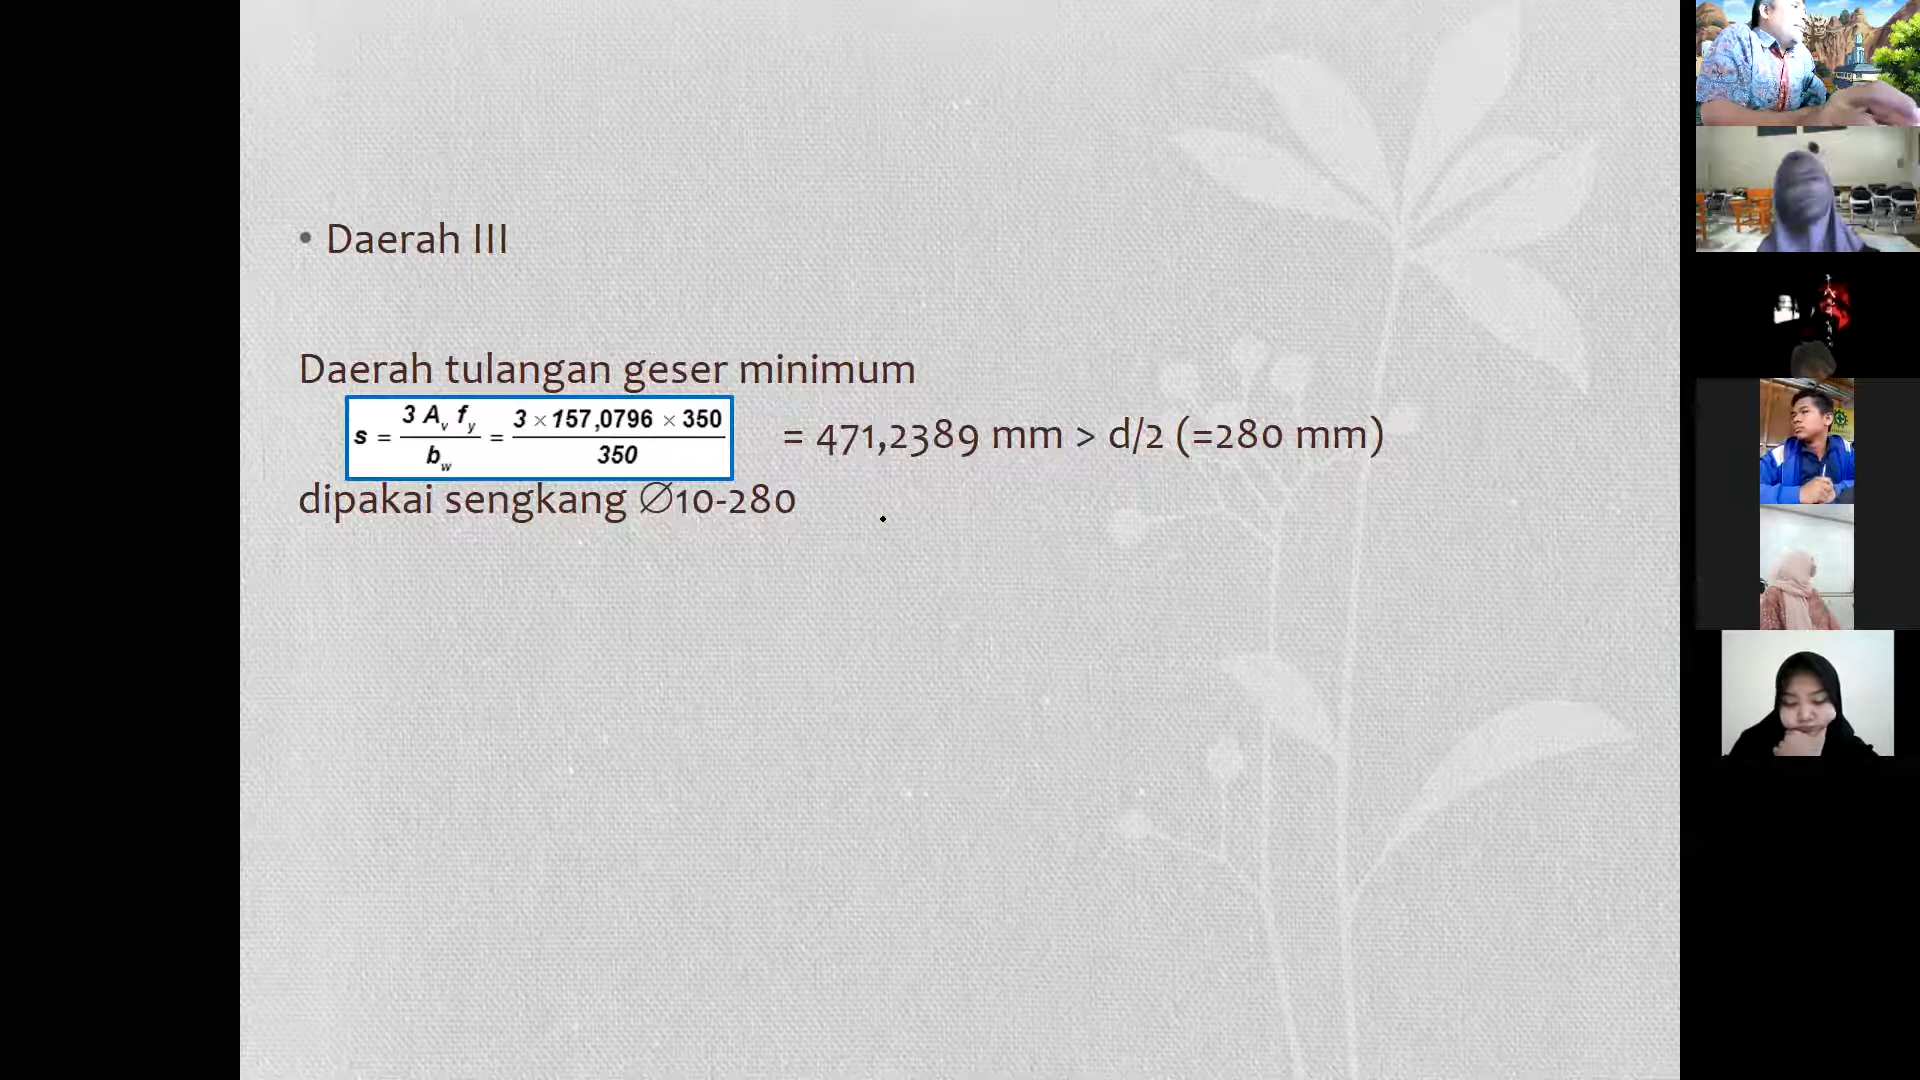 • Daerah III
Daerah tulangan geser minimum
s = 3 Av fy / bw = 3 × 157,0796 × 350 / 350 = 471,2389 mm > d/2 (=280 mm)
dipakai sengkang ∅10-280